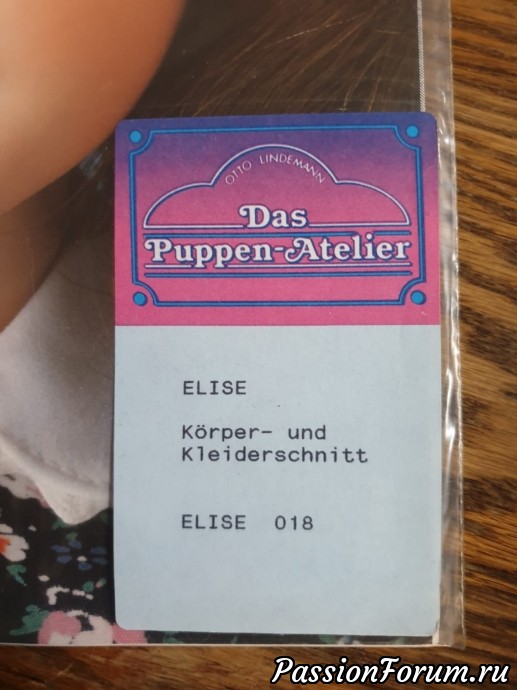 OTTO LINDEMANN
Das
Puppen-Atelier
ELISE
Körper- und
Kleiderschnitt
ELISE 018
PassionForum.ru